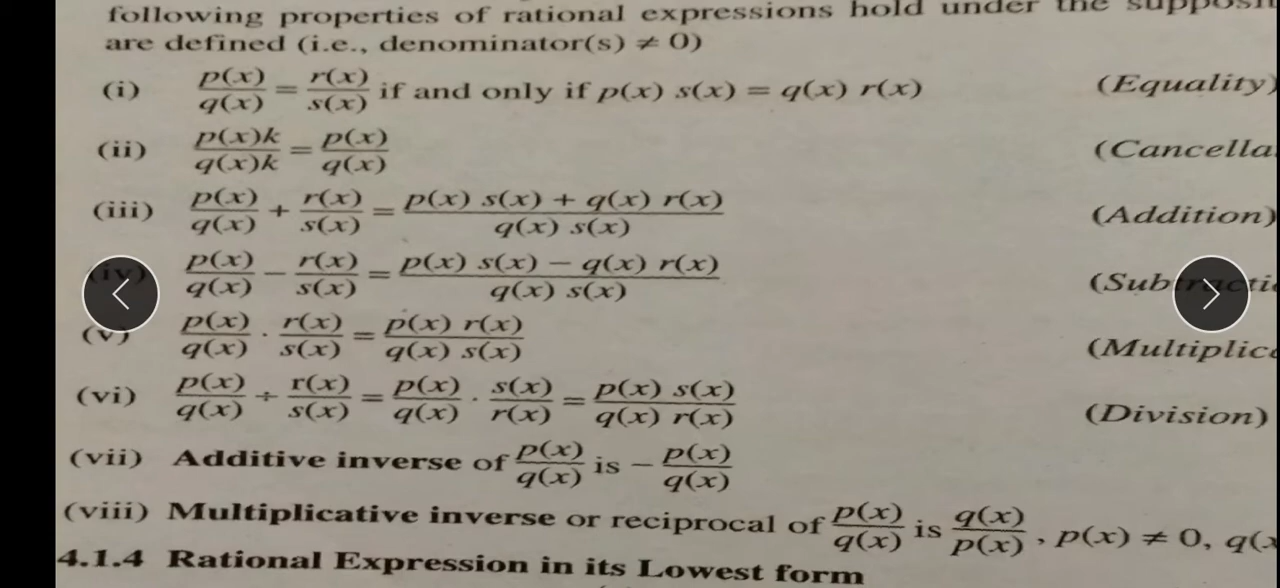 following properties of rational expressions hold under the
are defined (i.e., denominator(s) ≠ 0)
(i) p(x)/q(x) = r(x)/s(x) if and only if p(x) s(x) = q(x) r(x) (Equality)
(ii) p(x)k/q(x)k = p(x)/q(x) (Cancella
(iii) p(x)/q(x) + r(x)/s(x) = p(x) s(x) + q(x) r(x)/q(x) s(x) (Addition)
(iv) p(x)/q(x) − r(x)/s(x) = p(x) s(x) − q(x) r(x)/q(x) s(x) (Subtracti
(v) p(x)/q(x) . r(x)/s(x) = p(x) r(x)/q(x) s(x) (Multiplic
(vi) p(x)/q(x) ÷ r(x)/s(x) = p(x)/q(x) . s(x)/r(x) = p(x) s(x)/q(x) r(x) (Division)
(vii) Additive inverse of p(x)/q(x) is − p(x)/q(x)
(viii) Multiplicative inverse or reciprocal of p(x)/q(x) is q(x)/p(x) , p(x) ≠ 0,
4.1.4 Rational Expression in its Lowest form